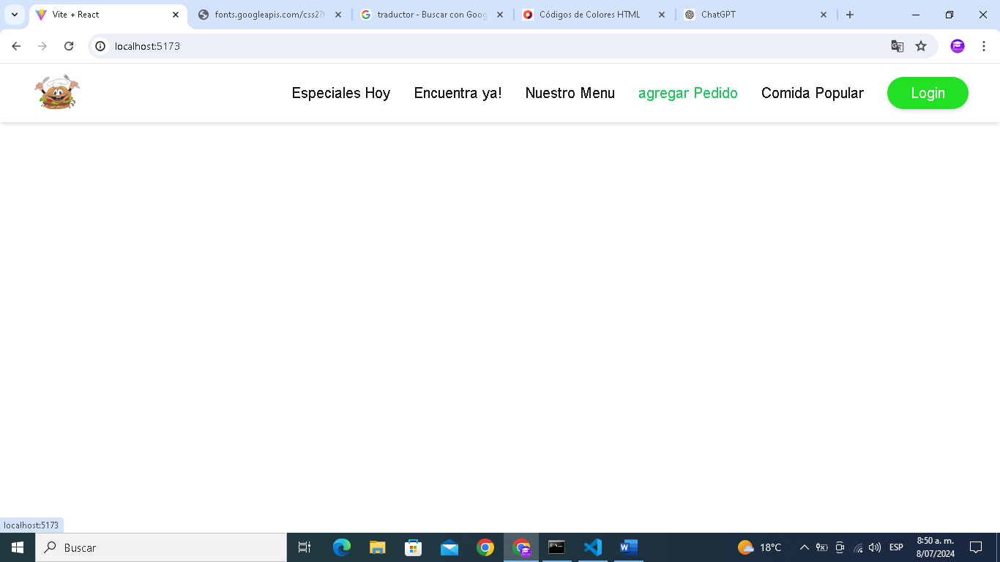 Vite + React
fonts.googleapis.com/css2?f
traductor - Buscar con Goog
Códigos de Colores HTML
ChatGPT
localhost:5173
Especiales Hoy
Encuentra ya!
Nuestro Menu
agregar Pedido
Comida Popular
Login
localhost:5173
Buscar
18°C
ESP
8:50 a. m.
8/07/2024